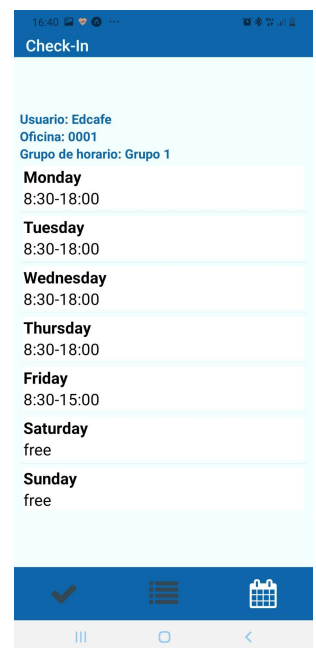 16:40
Check-In
Usuario: Edcafe
Oficina: 0001
Grupo de horario: Grupo 1
Monday
8:30-18:00
Tuesday
8:30-18:00
Wednesday
8:30-18:00
Thursday
8:30-18:00
Friday
8:30-15:00
Saturday
free
Sunday
free